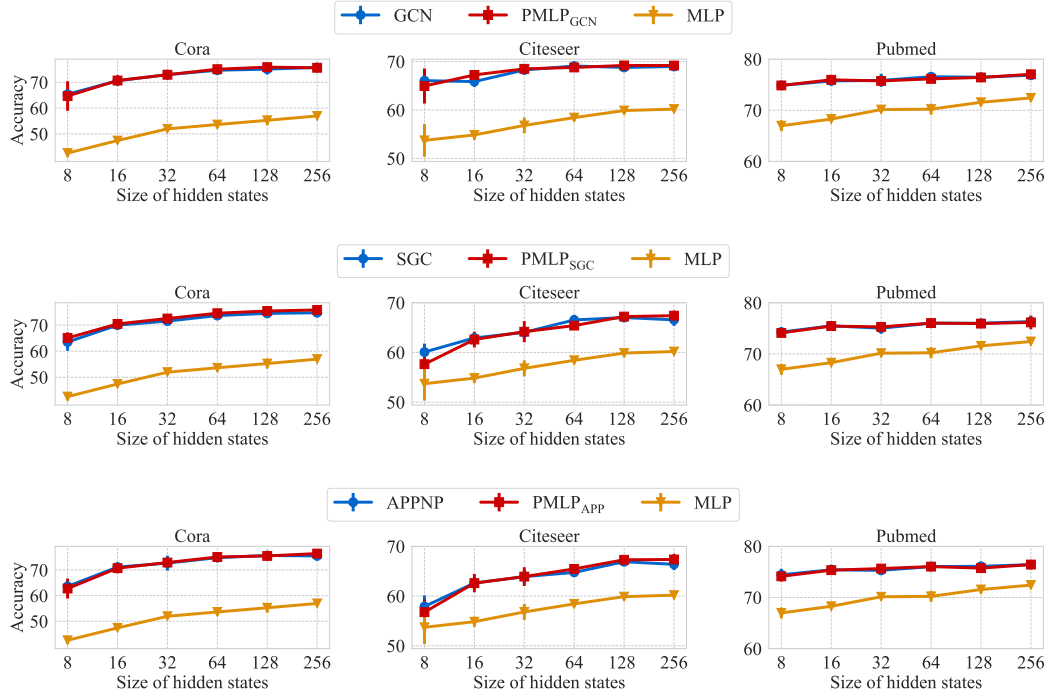 GCN PMLP_GCN MLP
Cora Citeseer Pubmed
Accuracy
70
60
50
8 16 32 64 128 256
Size of hidden states
70
60
50
8 16 32 64 128 256
Size of hidden states
80
70
60
8 16 32 64 128 256
Size of hidden states
SGC PMLP_SGC MLP
Cora Citeseer Pubmed
Accuracy
70
60
50
8 16 32 64 128 256
Size of hidden states
70
60
50
8 16 32 64 128 256
Size of hidden states
80
70
60
8 16 32 64 128 256
Size of hidden states
APPNP PMLP_APP MLP
Cora Citeseer Pubmed
Accuracy
70
60
50
8 16 32 64 128 256
Size of hidden states
70
60
50
8 16 32 64 128 256
Size of hidden states
80
70
60
8 16 32 64 128 256
Size of hidden states